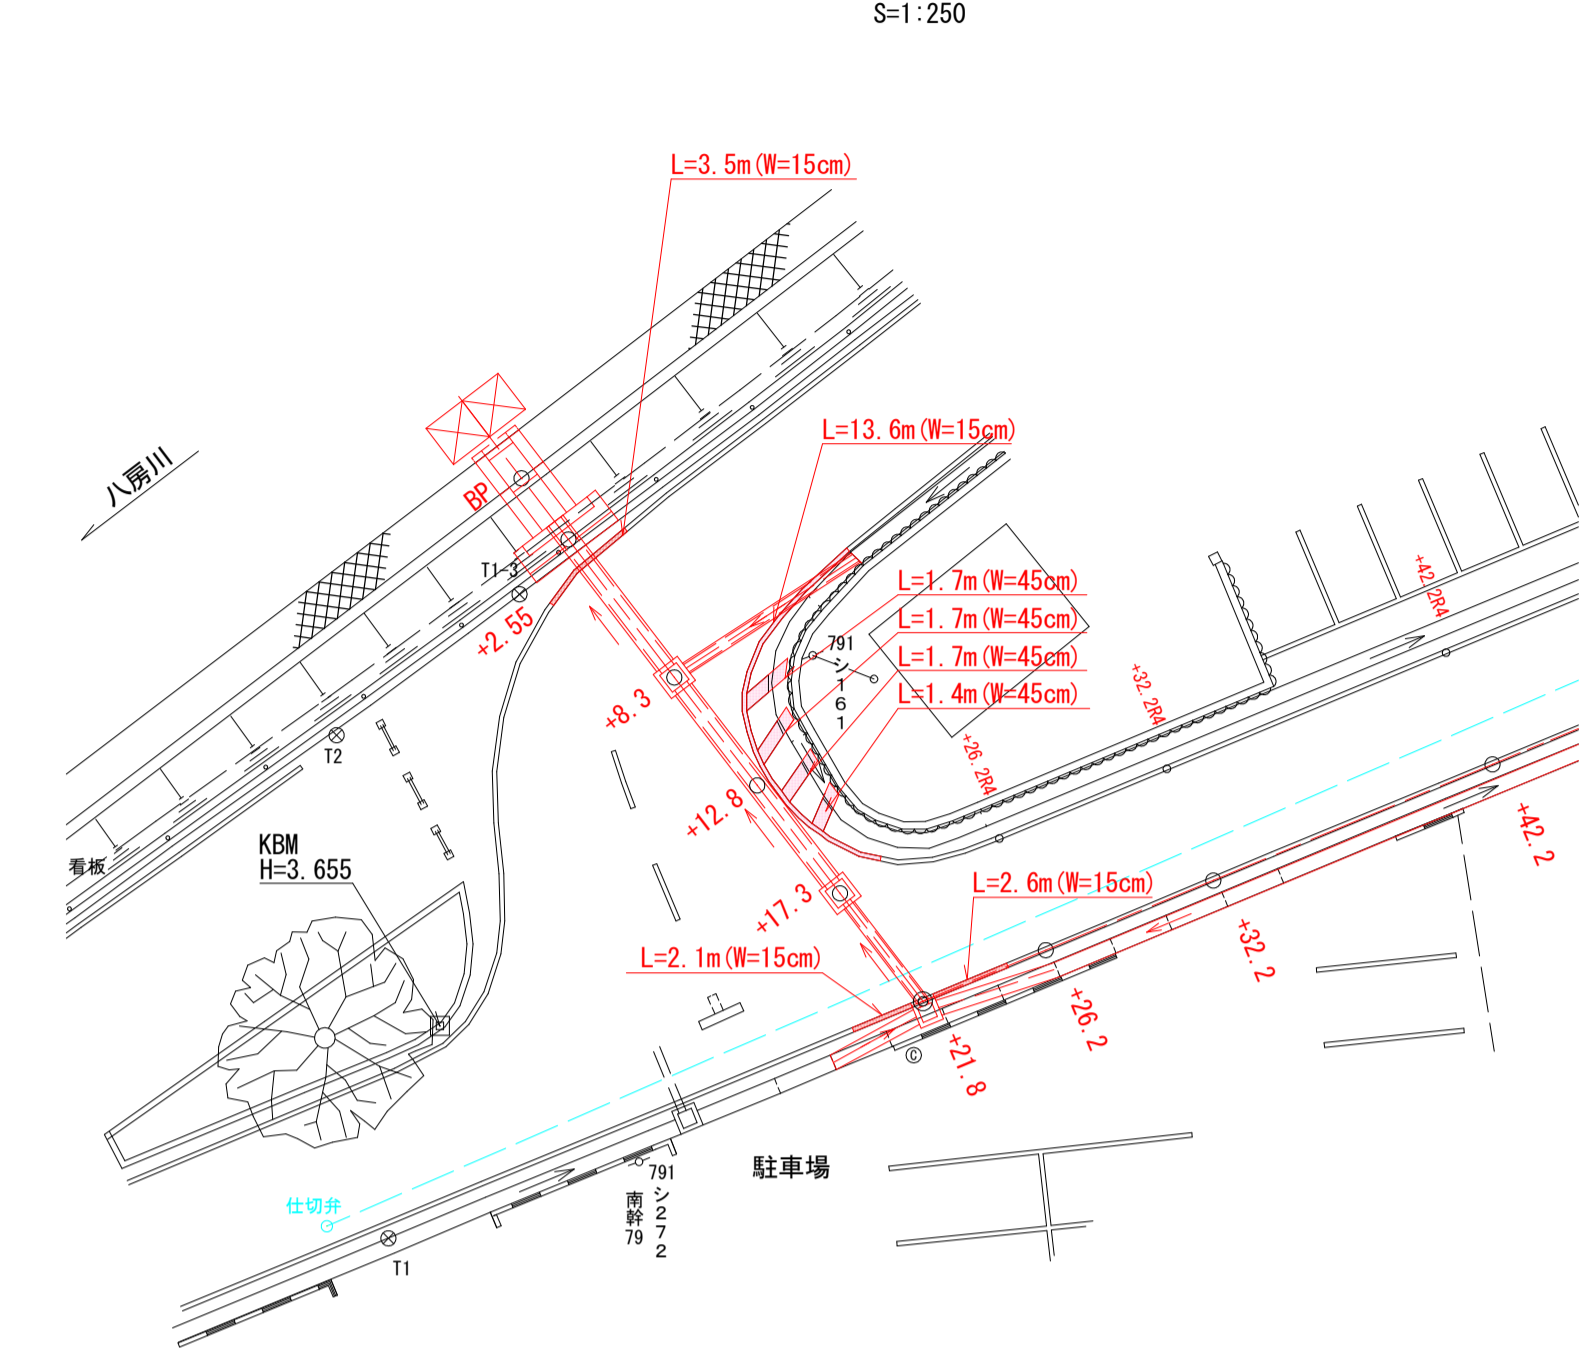 S=1:250
L=3.5m(W=15cm)
L=13.6m(W=15cm)
八房川
BP
T1-3
+2.55
L=1.7m(W=45cm)
L=1.7m(W=45cm)
L=1.7m(W=45cm)
L=1.4m(W=45cm)
791
シ161
+42.2R4
+32.2R4
+26.2R4
+8.3
T2
+12.8
看板
KBM
H=3.655
+17.3
L=2.6m(W=15cm)
L=2.1m(W=15cm)
+42.2
+32.2
+26.2
+21.8
C
駐車場
791
シ272
南幹79
仕切弁
T1